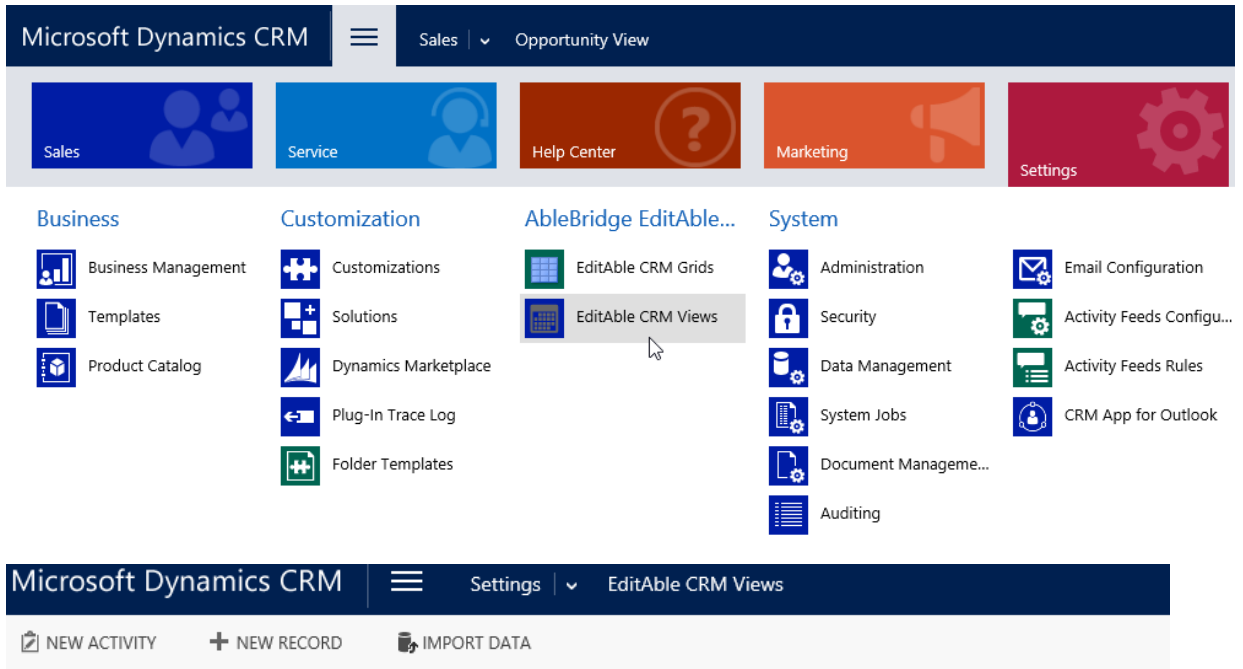 Microsoft Dynamics CRM Sales Opportunity View
Sales Service Help Center Marketing Settings
Business Customization AbleBridge EditAble... System
Business Management Customizations EditAble CRM Grids Administration Email Configuration
Templates Solutions EditAble CRM Views Security Activity Feeds Configu...
Product Catalog Dynamics Marketplace Data Management Activity Feeds Rules
Plug-In Trace Log System Jobs CRM App for Outlook
Folder Templates Document Manageme...
Auditing
Microsoft Dynamics CRM Settings EditAble CRM Views
NEW ACTIVITY NEW RECORD IMPORT DATA